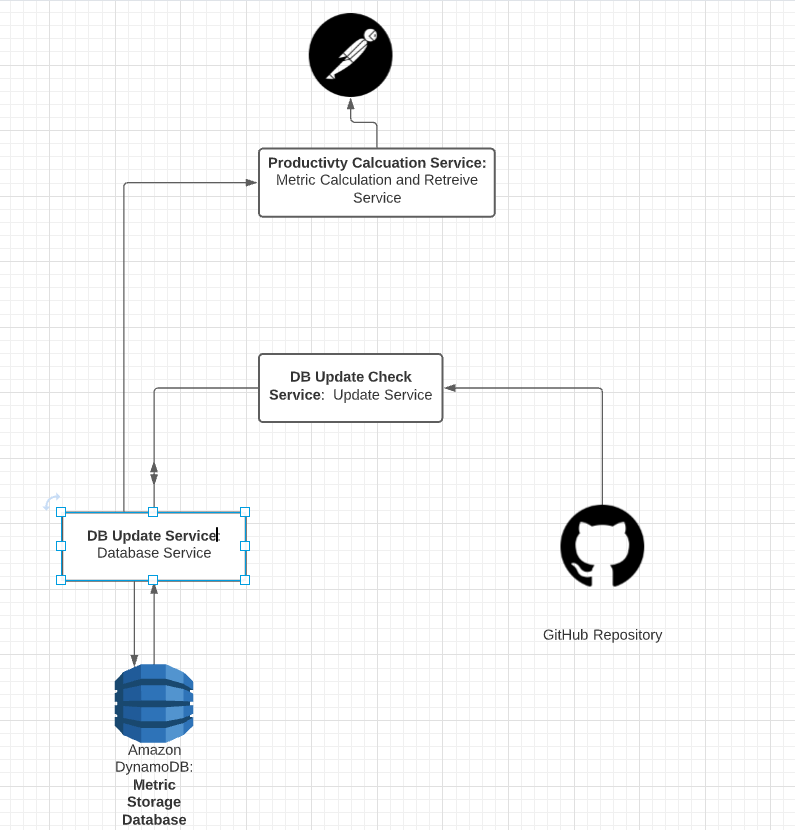 Productivty Calcuation Service:
Metric Calculation and Retreive
Service
DB Update Check
Service: Update Service
DB Update Service:
Database Service
GitHub Repository
Amazon
DynamoDB:
Metric
Storage
Database